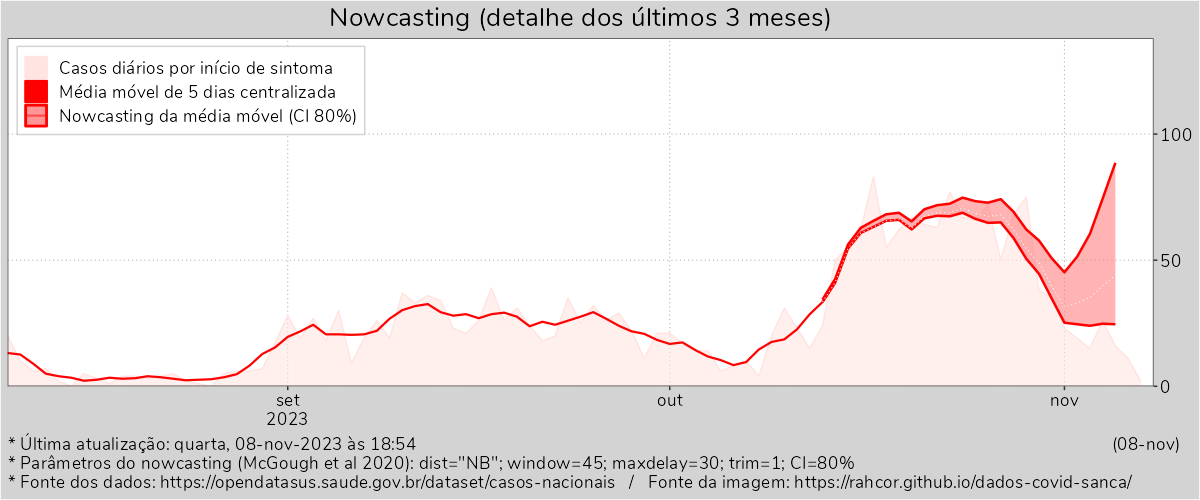 Nowcasting (detalhe dos últimos 3 meses)
Casos diários por início de sintoma
Média móvel de 5 dias centralizada
Nowcasting da média móvel (CI 80%)
100
50
0
set
2023
out
nov
* Última atualização: quarta, 08-nov-2023 às 18:54
(08-nov)
* Parâmetros do nowcasting (McGough et al 2020): dist="NB"; window=45; maxdelay=30; trim=1; CI=80%
* Fonte dos dados: https://opendatasus.saude.gov.br/dataset/casos-nacionais / Fonte da imagem: https://rahcor.github.io/dados-covid-sanca/